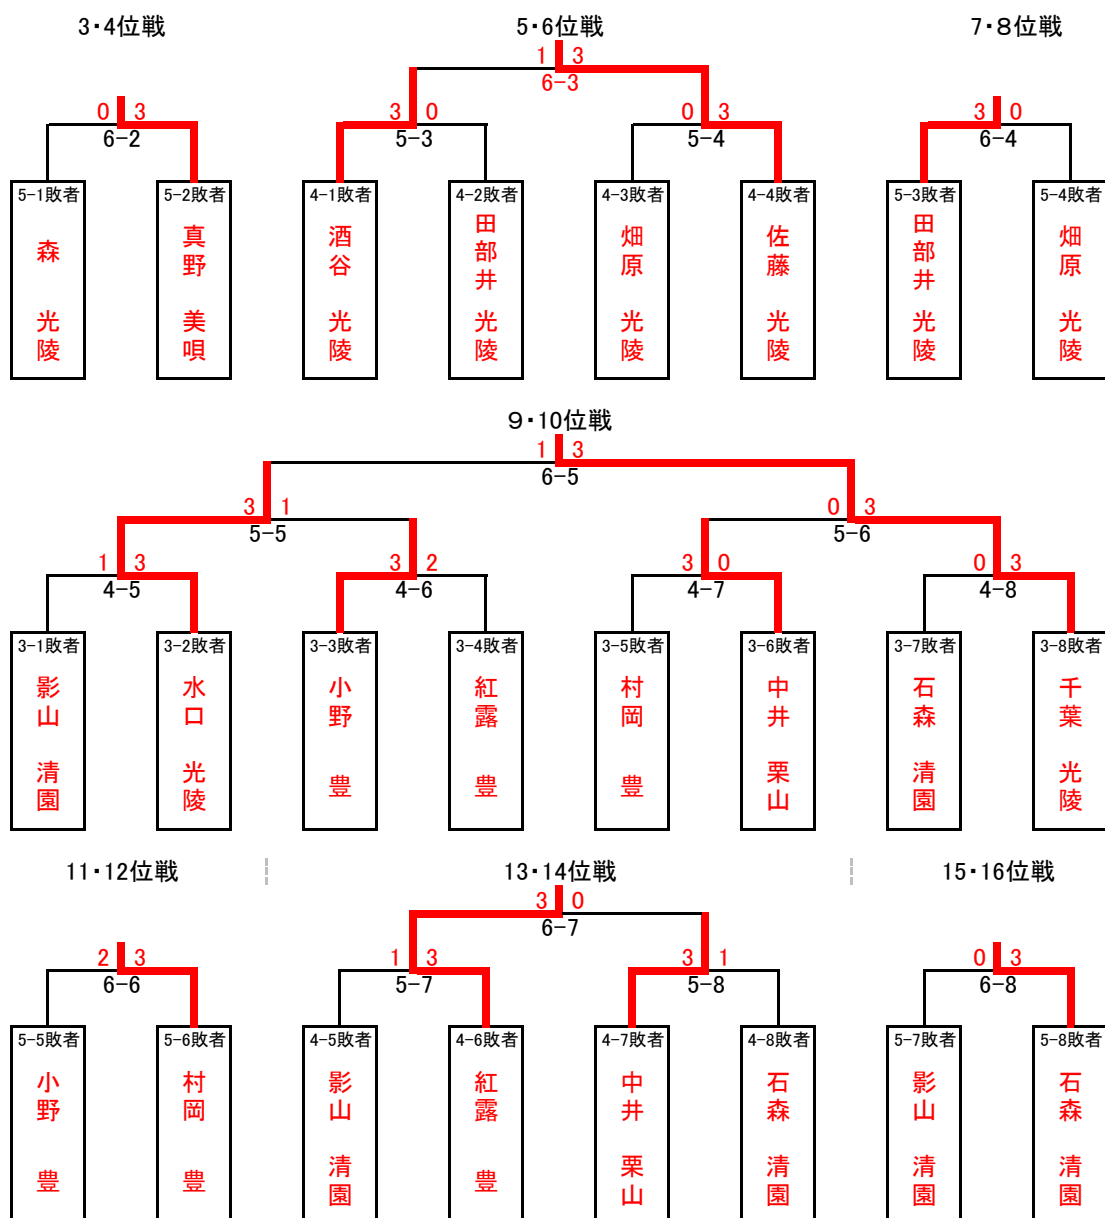 3・4位戦 5・6位戦 7・8位戦
1 3
6-3
0 3 3 0 0 3 3 0
6-2 5-3 5-4 6-4
5-1敗者 5-2敗者 4-1敗者 4-2敗者 4-3敗者 4-4敗者 5-3敗者 5-4敗者
森 光陵
真野 美唄
酒谷 光陵
田部井 光陵
畑原 光陵
佐藤 光陵
田部井 光陵
畑原 光陵
9・10位戦
1 3
6-5
3 1 0 3
5-5 5-6
1 3 3 2 3 0 0 3
4-5 4-6 4-7 4-8
3-1敗者 3-2敗者 3-3敗者 3-4敗者 3-5敗者 3-6敗者 3-7敗者 3-8敗者
影山 清園
水口 光陵
小野 豊
紅露 豊
村岡 豊
中井 栗山
石森 清園
千葉 光陵
11・12位戦 13・14位戦 15・16位戦
3 0
6-7
2 3 1 3 3 1 0 3
6-6 5-7 5-8 6-8
5-5敗者 5-6敗者 4-5敗者 4-6敗者 4-7敗者 4-8敗者 5-7敗者 5-8敗者
小野 豊
村岡 豊
影山 清園
紅露 豊
中井 栗山
石森 清園
影山 清園
石森 清園